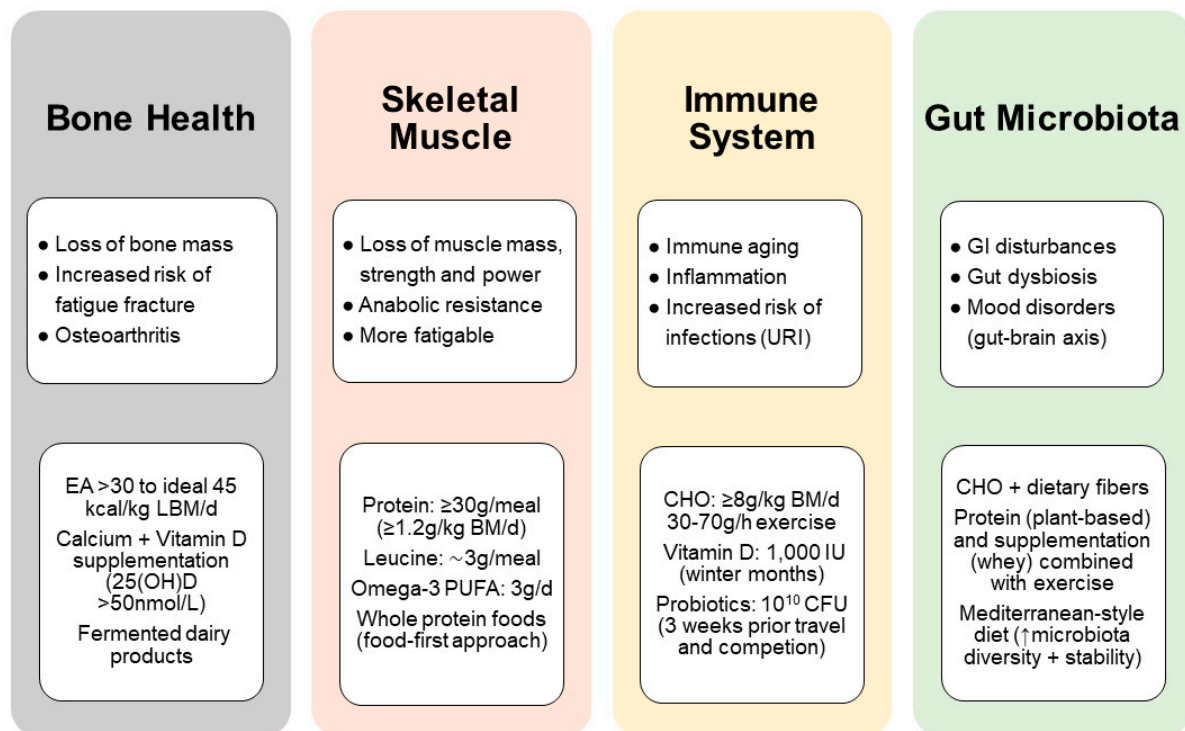 Bone Health
● Loss of bone mass
● Increased risk of
fatigue fracture
● Osteoarthritis
EA >30 to ideal 45
kcal/kg LBM/d
Calcium + Vitamin D
supplementation
(25(OH)D
>50nmol/L)
Fermented dairy
products
Skeletal
Muscle
● Loss of muscle mass,
strength and power
● Anabolic resistance
● More fatigable
Protein: ≥30g/meal
(≥1.2g/kg BM/d)
Leucine: ~3g/meal
Omega-3 PUFA: 3g/d
Whole protein foods
(food-first approach)
Immune
System
● Immune aging
● Inflammation
● Increased risk of
infections (URI)
CHO: ≥8g/kg BM/d
30-70g/h exercise
Vitamin D: 1,000 IU
(winter months)
Probiotics: 10¹⁰ CFU
(3 weeks prior travel
and competion)
Gut Microbiota
● GI disturbances
● Gut dysbiosis
● Mood disorders
(gut-brain axis)
CHO + dietary fibers
Protein (plant-based)
and supplementation
(whey) combined
with exercise
Mediterranean-style
diet (↑microbiota
diversity + stability)